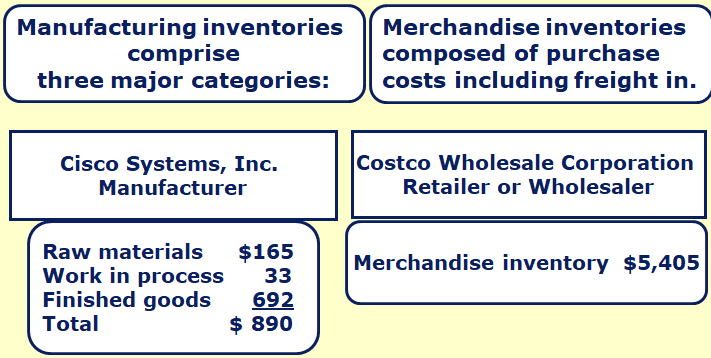 Manufacturing inventories
comprise
three major categories:
Merchandise inventories
composed of purchase
costs including freight in.
Cisco Systems, Inc.
Manufacturer
Costco Wholesale Corporation
Retailer or Wholesaler
Raw materials $165
Work in process 33
Finished goods 692
Total $ 890
Merchandise inventory $5,405